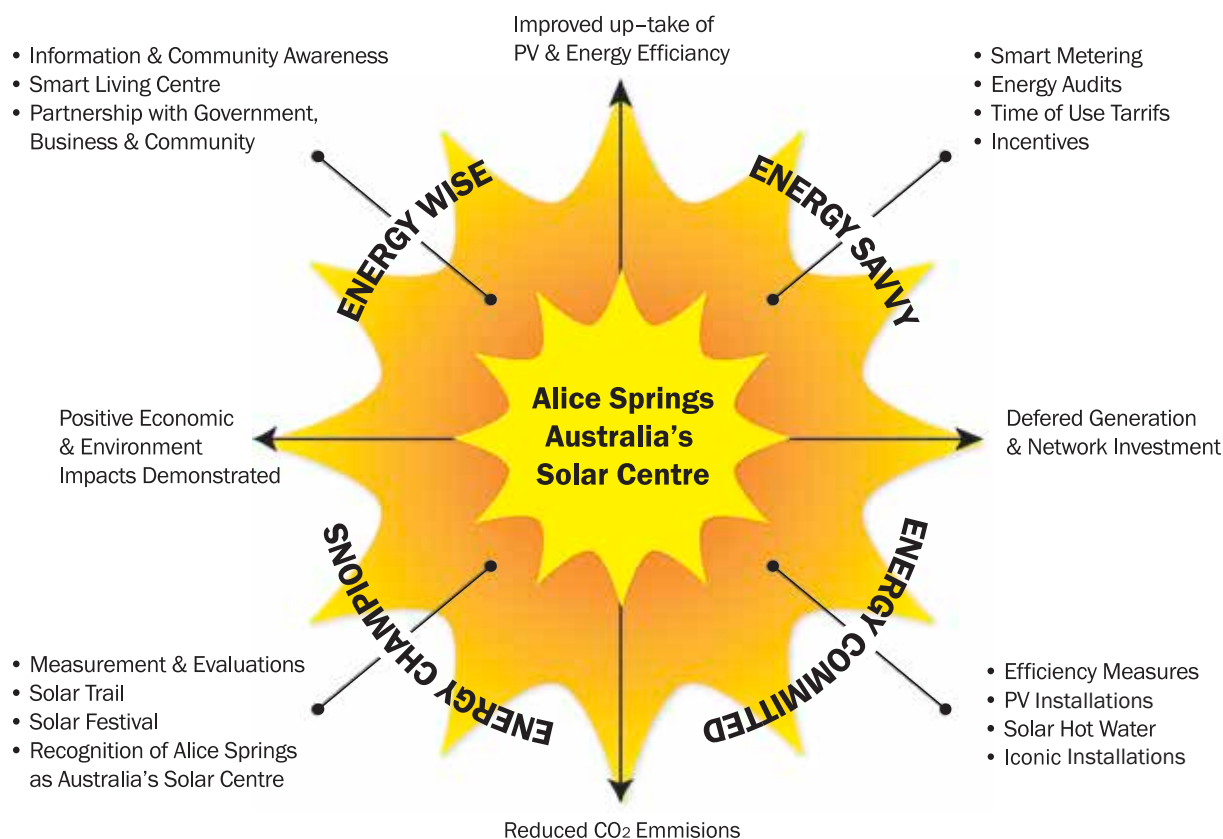 Improved up–take of
PV & Energy Efficiancy
• Information & Community Awareness
• Smart Living Centre
• Partnership with Government,
Business & Community
• Smart Metering
• Energy Audits
• Time of Use Tarrifs
• Incentives
ENERGY WISE
ENERGY SAVVY
Positive Economic
& Environment
Impacts Demonstrated
Alice Springs
Australia's
Solar Centre
Defered Generation
& Network Investment
ENERGY CHAMPIONS
ENERGY COMMITTED
• Measurement & Evaluations
• Solar Trail
• Solar Festival
• Recognition of Alice Springs
as Australia's Solar Centre
• Efficiency Measures
• PV Installations
• Solar Hot Water
• Iconic Installations
Reduced CO₂ Emmisions